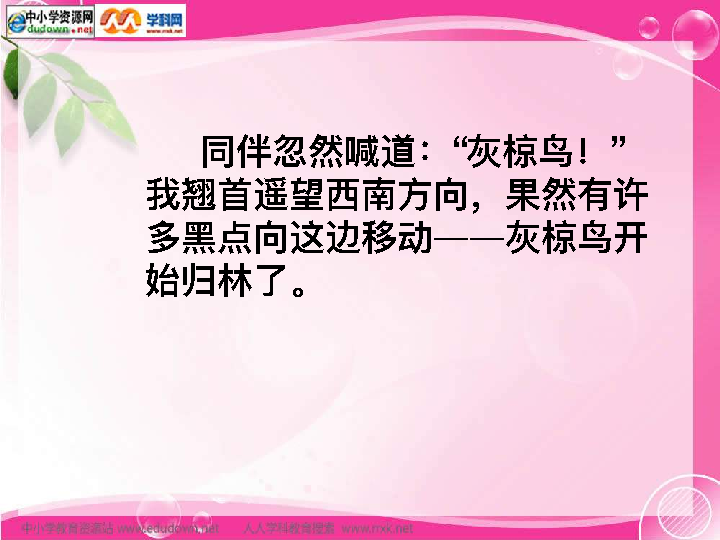 中小学资源网
dudown.net
学科网
同伴忽然喊道：“灰椋鸟！”
我翘首遥望西南方向，果然有许
多黑点向这边移动——灰椋鸟开
始归林了。
中小学教育资源站 www.edudown.net 人人学科教育搜索 www.rrxk.net